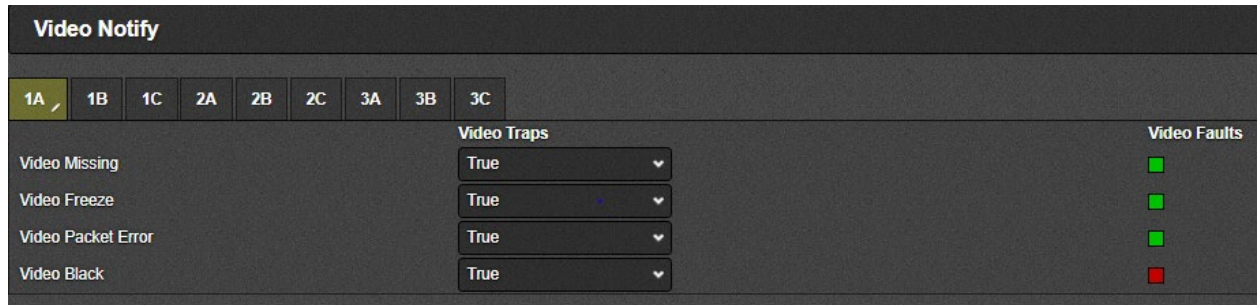 Video Notify
1A 1B 1C 2A 2B 2C 3A 3B 3C
Video Traps Video Faults
Video Missing True
Video Freeze True
Video Packet Error True
Video Black True